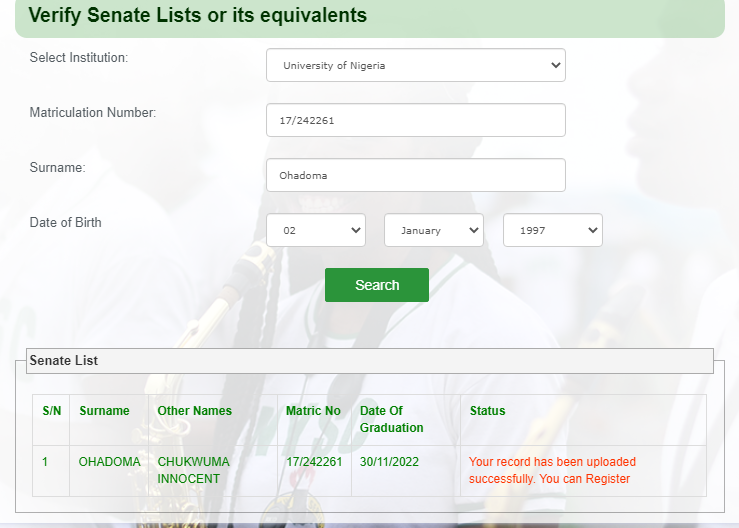 Verify Senate Lists or its equivalents
Select Institution:
University of Nigeria
Matriculation Number:
17/242261
Surname:
Ohadoma
Date of Birth
02 January 1997
Search
Senate List
S/N Surname Other Names Matric No Date Of
Graduation Status
1 OHADOMA CHUKWUMA
INNOCENT 17/242261 30/11/2022 Your record has been uploaded
successfully. You can Register
NYSC